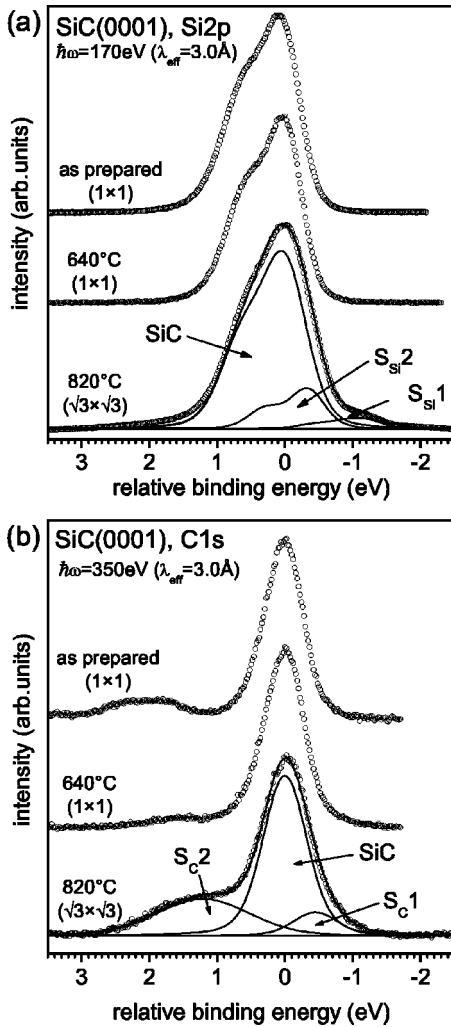 (a) SiC(0001), Si2p
ħω=170eV (λeff=3.0Å)
as prepared
(1×1)
640°C
(1×1)
SiC
SSi2
SSi1
820°C
(√3×√3)
3 2 1 0 -1 -2
relative binding energy (eV)
intensity (arb.units)
(b) SiC(0001), C1s
ħω=350eV (λeff=3.0Å)
as prepared
(1×1)
640°C
(1×1)
SC2
SiC
820°C
(√3×√3)
SC1
3 2 1 0 -1 -2
relative binding energy (eV)
intensity (arb.units)